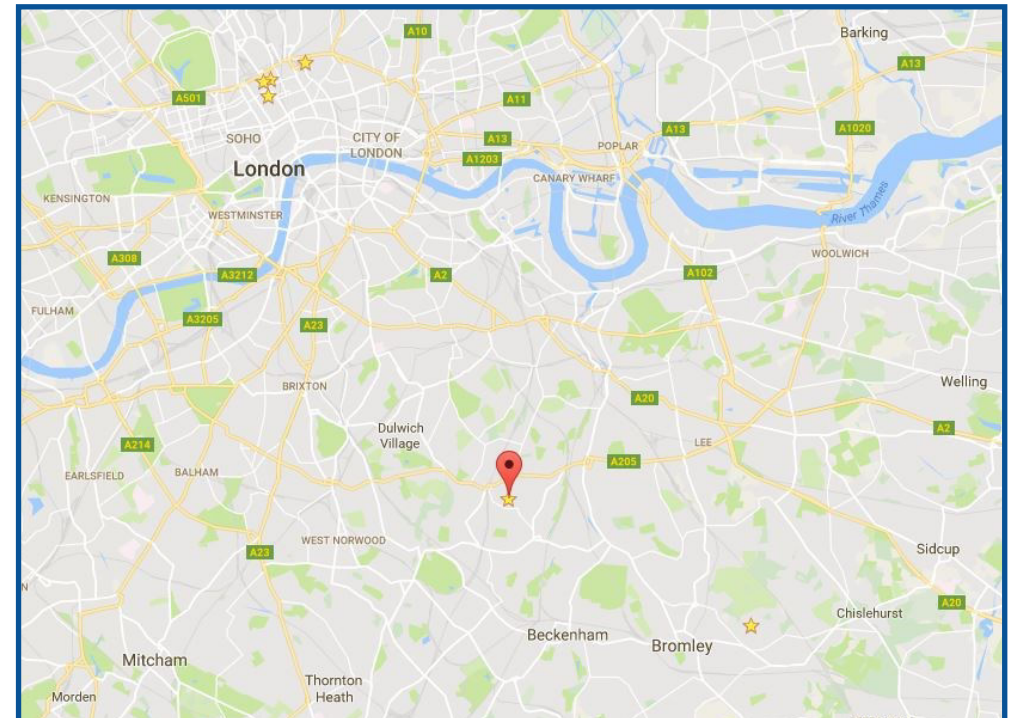 A10
Barking
A13
A501
A11
SOHO
CITY OF
LONDON
A13
A13
A1020
POPLAR
London
A1203
CANARY WHARF
KENSINGTON
WESTMINSTER
River Thames
WOOLWICH
A308
A3212
A2
A102
FULHAM
A3205
A23
BRIXTON
Welling
A20
Dulwich
Village
A2
A214
LEE
EARLSFIELD
BALHAM
A205
WEST NORWOOD
A23
Sidcup
N
A20
Chislehurst
Beckenham
Bromley
Mitcham
Thornton
Heath
Morden